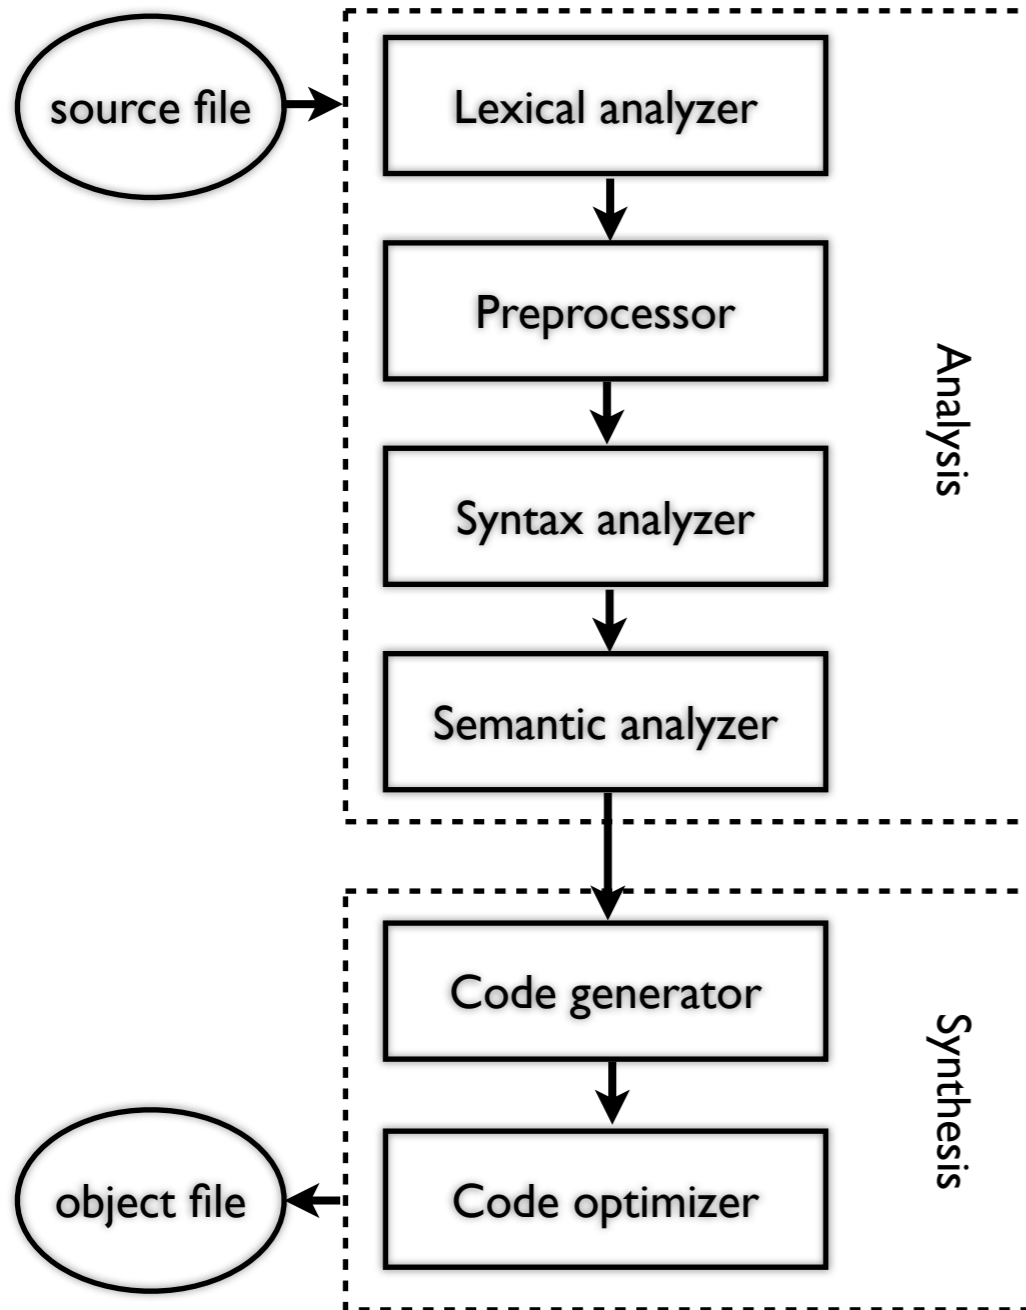 source file
Lexical analyzer
Preprocessor
Syntax analyzer
Semantic analyzer
Analysis
Code generator
Code optimizer
Synthesis
object file